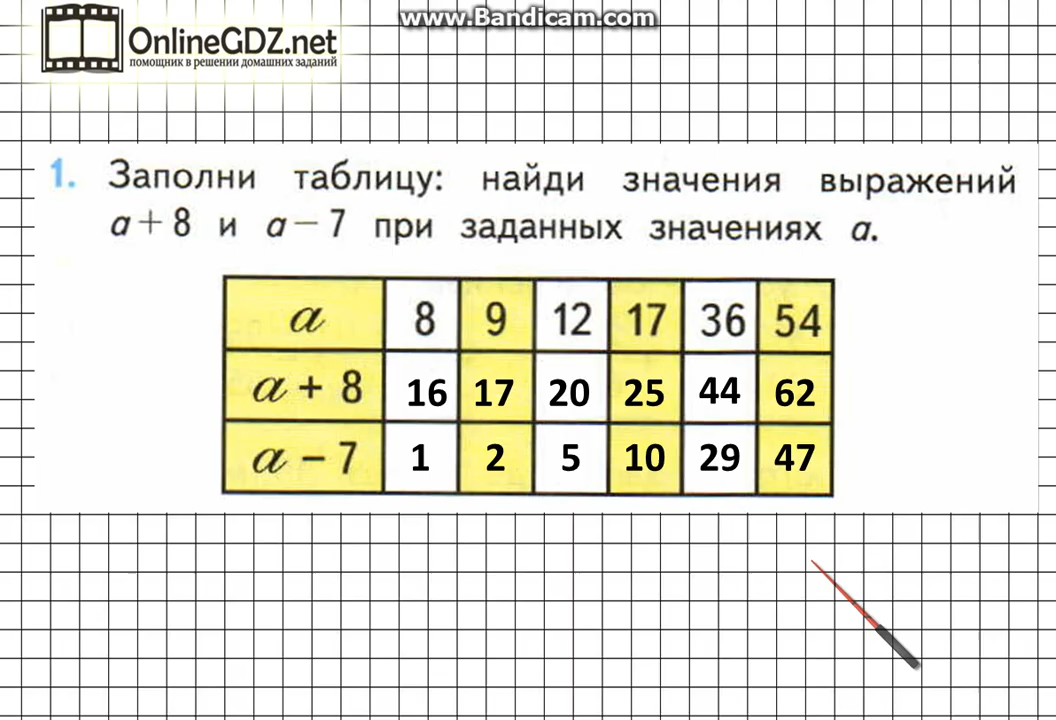 www.Bandicam.com
OnlineGDZ.net
помощник в решении домашних заданий
1. Заполни таблицу: найди значения выражений
a + 8 и a − 7 при заданных значениях a.
a 8 9 12 17 36 54
a + 8 16 17 20 25 44 62
a − 7 1 2 5 10 29 47